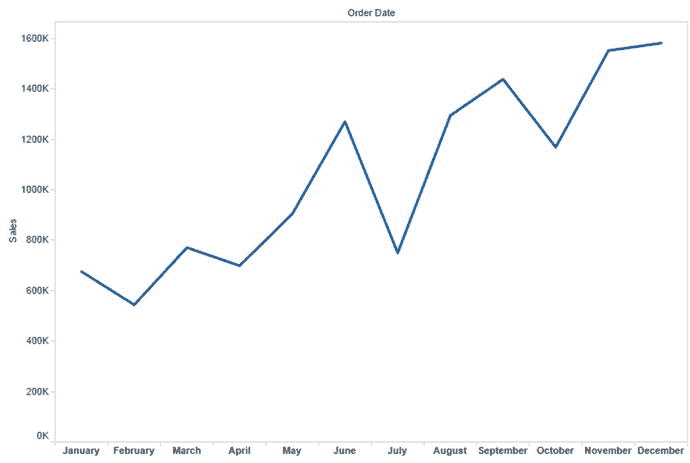 Order Date
1600K
1400K
1200K
1000K
Sales
800K
600K
400K
200K
0K
January February March April May June July August September October November December